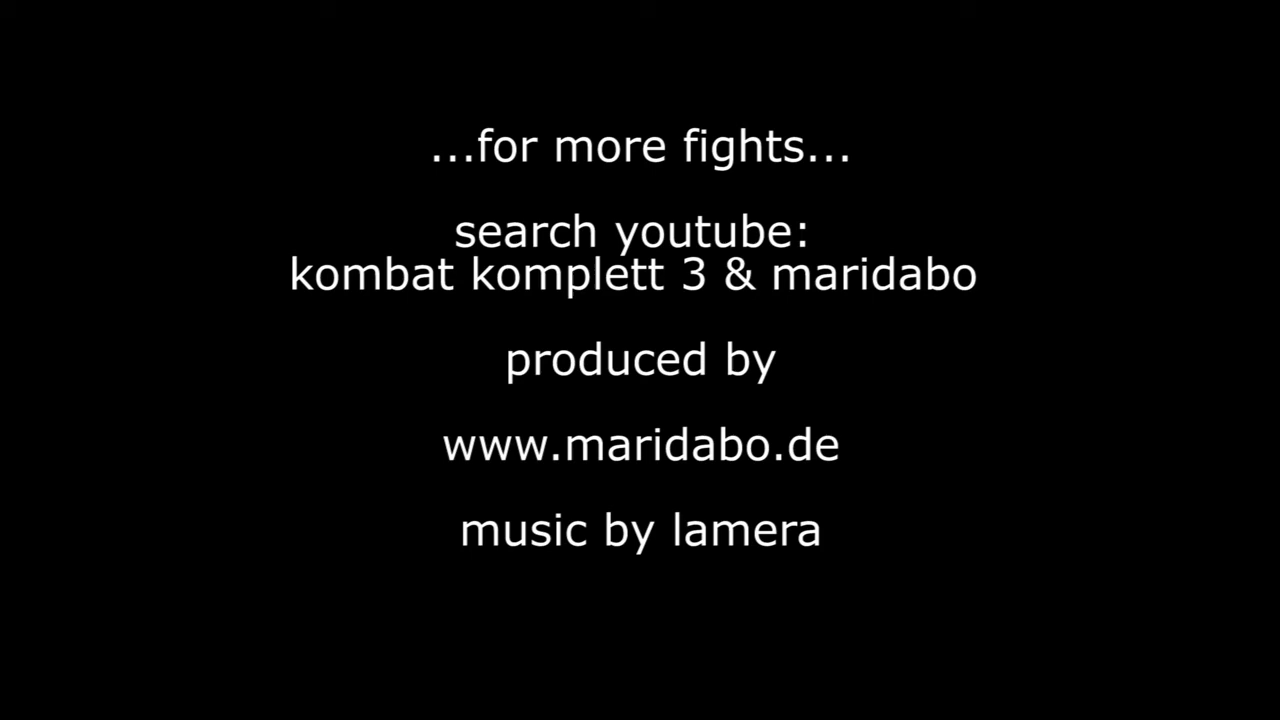 ...for more fights...
search youtube:
kombat komplett 3 & maridabo
produced by
www.maridabo.de
music by lamera